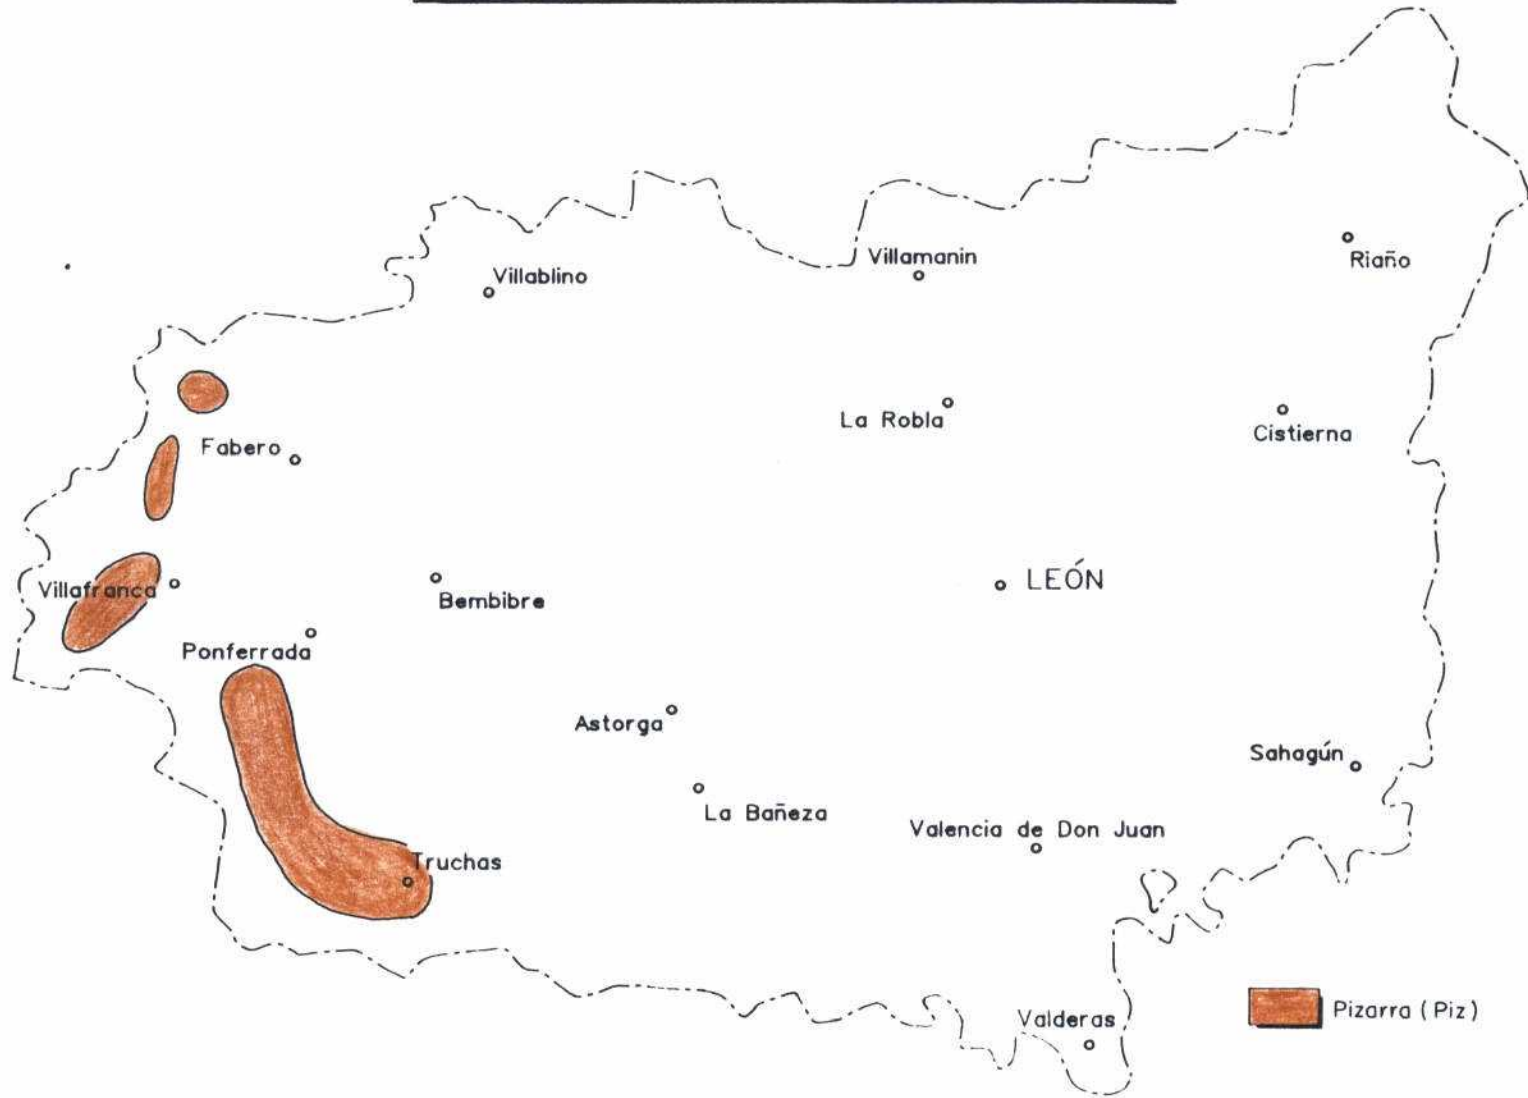 Villamanin
Riaño
Villablino
La Robla
Cistierna
Fabero
Villafranca
Bembibre
LEÓN
Ponferrada
Astorga
Sahagún
La Bañeza
Valencia de Don Juan
Truchas
Pizarra (Piz)
Valderas